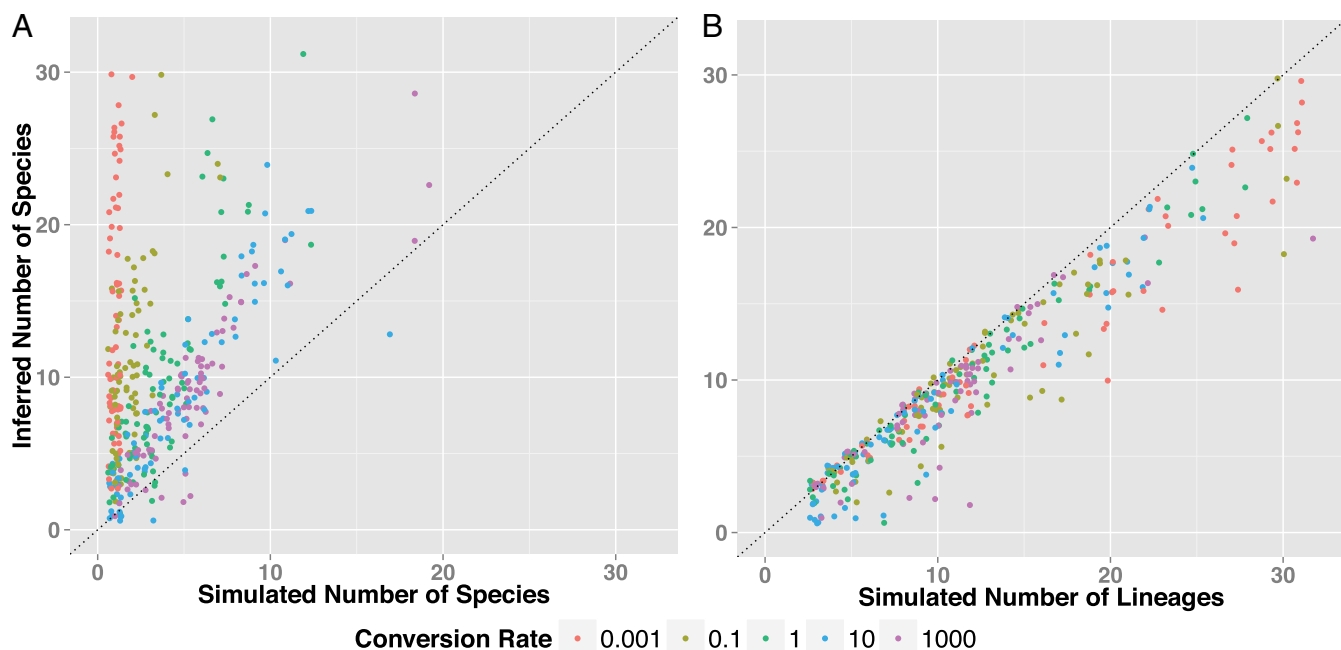 A
B
Inferred Number of Species
30
20
10
0
0 10 20 30
Simulated Number of Species
30
20
10
0
0 10 20 30
Simulated Number of Lineages
Conversion Rate 0.001 0.1 1 10 1000